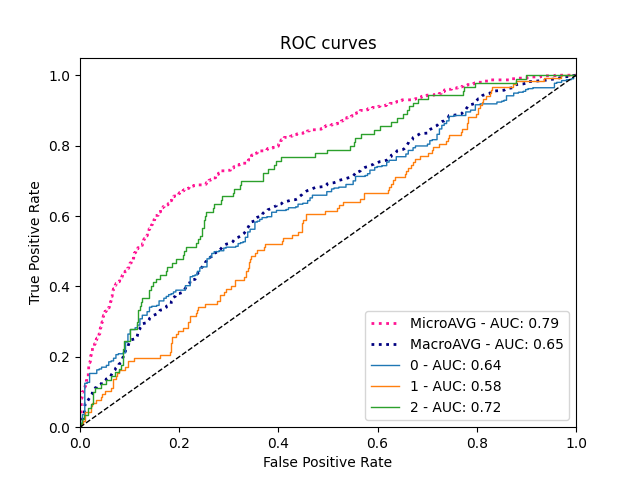 ROC curves
True Positive Rate
1.0
0.8
0.6
0.4
0.2
0.0
MicroAVG - AUC: 0.79
MacroAVG - AUC: 0.65
0 - AUC: 0.64
1 - AUC: 0.58
2 - AUC: 0.72
0.0 0.2 0.4 0.6 0.8 1.0
False Positive Rate